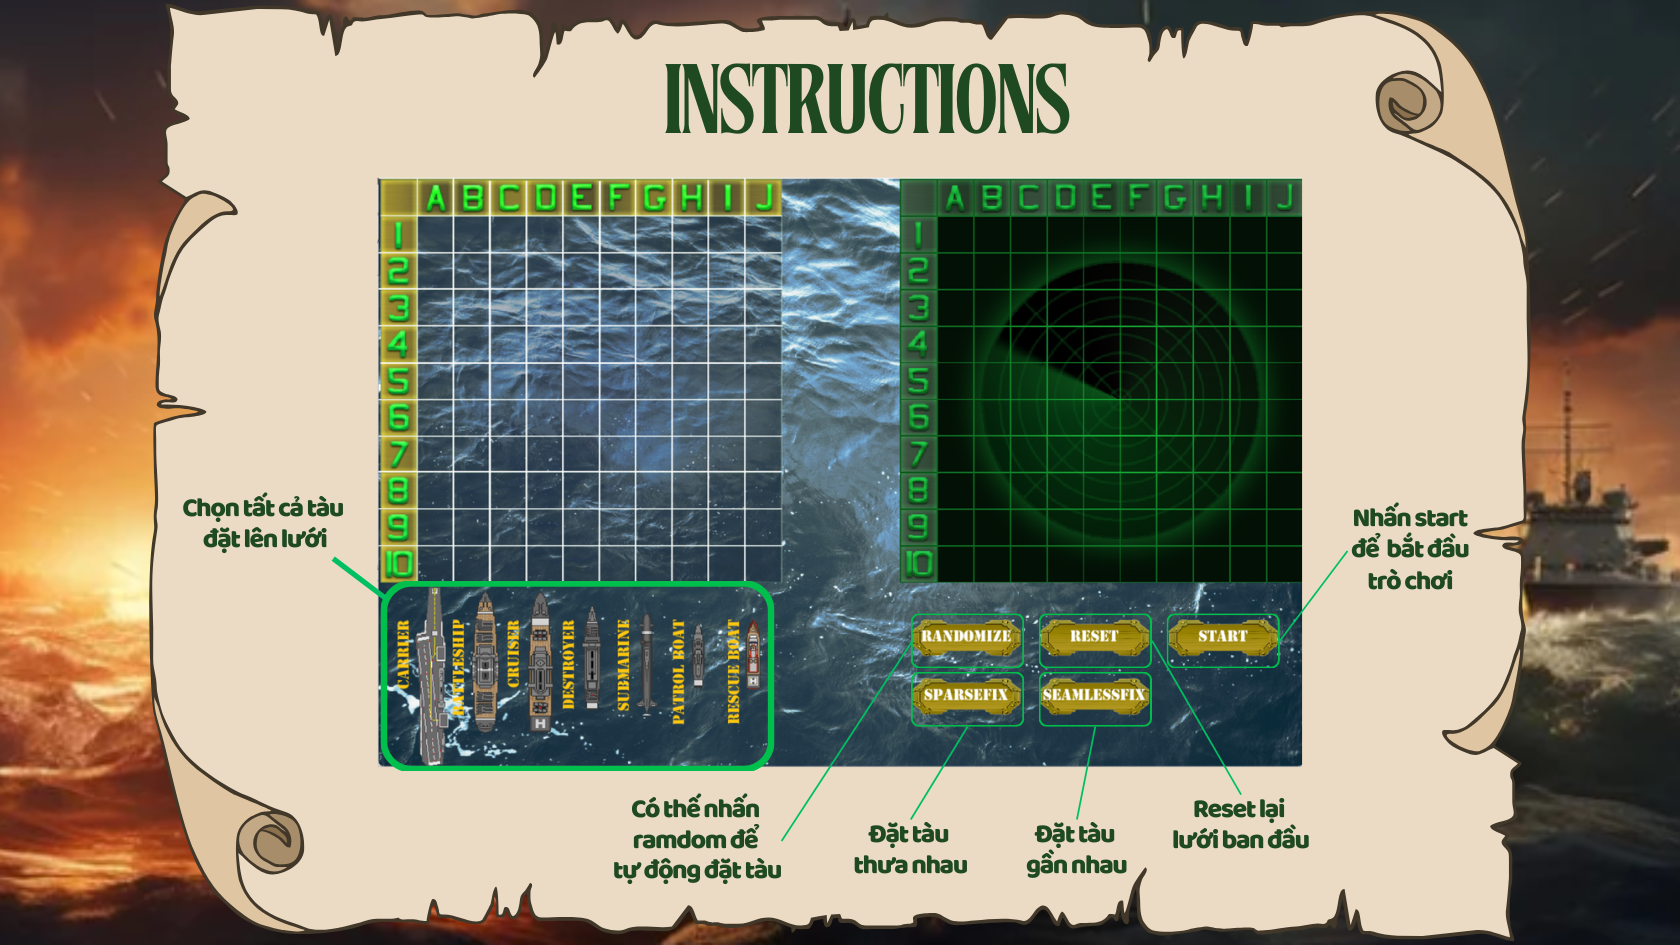 INSTRUCTIONS
A B C D E F G H I J
1
2
3
4
5
6
7
8
9
10
A B C D E F G H I J
1
2
3
4
5
6
7
8
9
10
Chọn tất cả tàu
đặt lên lưới
CARRIER
BATTLESHIP
CRUISER
DESTROYER
SUBMARINE
PATROL BOAT
RESCUE BOAT
H
H
RANDOMIZE
RESET
START
SPARSEFIX
SEAMLESSFIX
Nhấn start
để bắt đầu
trò chơi
Có thể nhấn
ramdom để
tự động đặt tàu
Đặt tàu
thưa nhau
Đặt tàu
gần nhau
Reset lại
lưới ban đầu